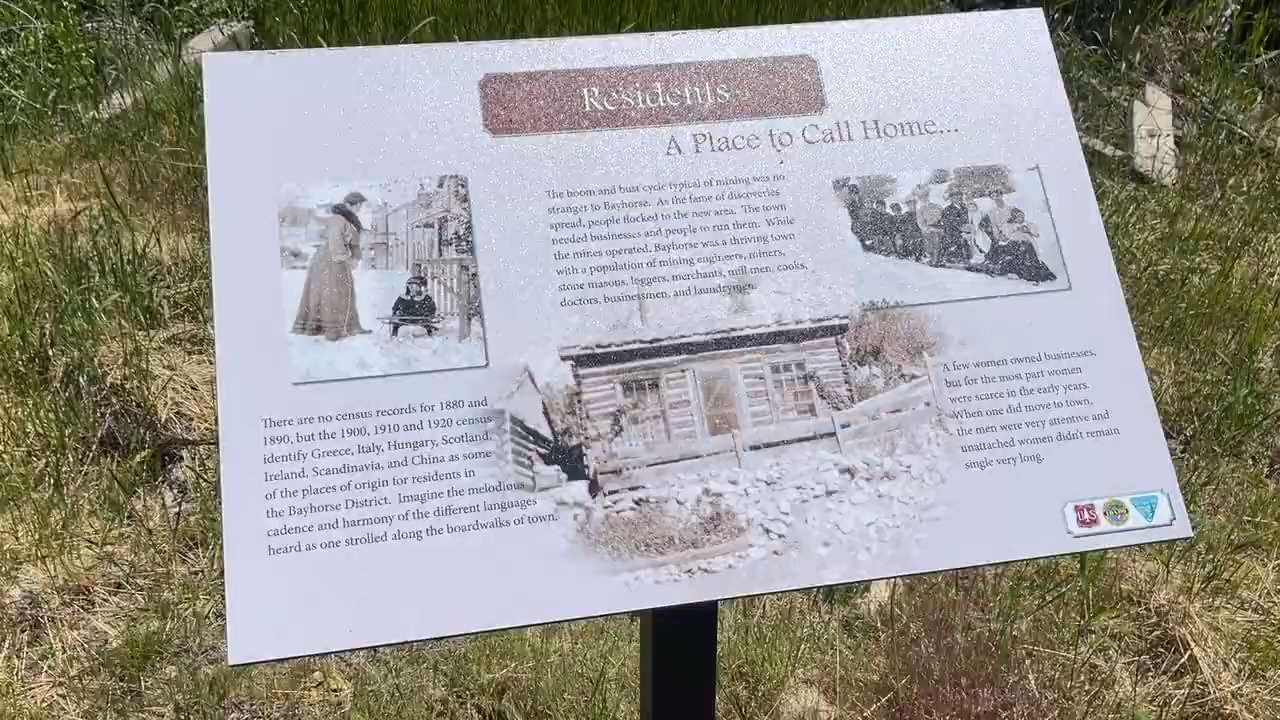 Residents
A Place to Call Home...
The boom and bust cycle typical of mining was no
stranger to Bayhorse. As the fame of discoveries
spread, people flocked to the new area. The town
needed businesses and people to run them. While
the mines operated, Bayhorse was a thriving town
with a population of mining engineers, miners,
stone masons, loggers, merchants, mill men, cooks,
doctors, businessmen, and laundrymen.
There are no census records for 1880 and
1890, but the 1900, 1910 and 1920 census
identify Greece, Italy, Hungary, Scotland,
Ireland, Scandinavia, and China as some
of the places of origin for residents in
the Bayhorse District. Imagine the melodious
cadence and harmony of the different languages
heard as one strolled along the boardwalks of town.
A few women owned businesses,
but for the most part women
were scarce in the early years.
When one did move to town,
the men were very attentive and
unattached women didn't remain
single very long.
UAS